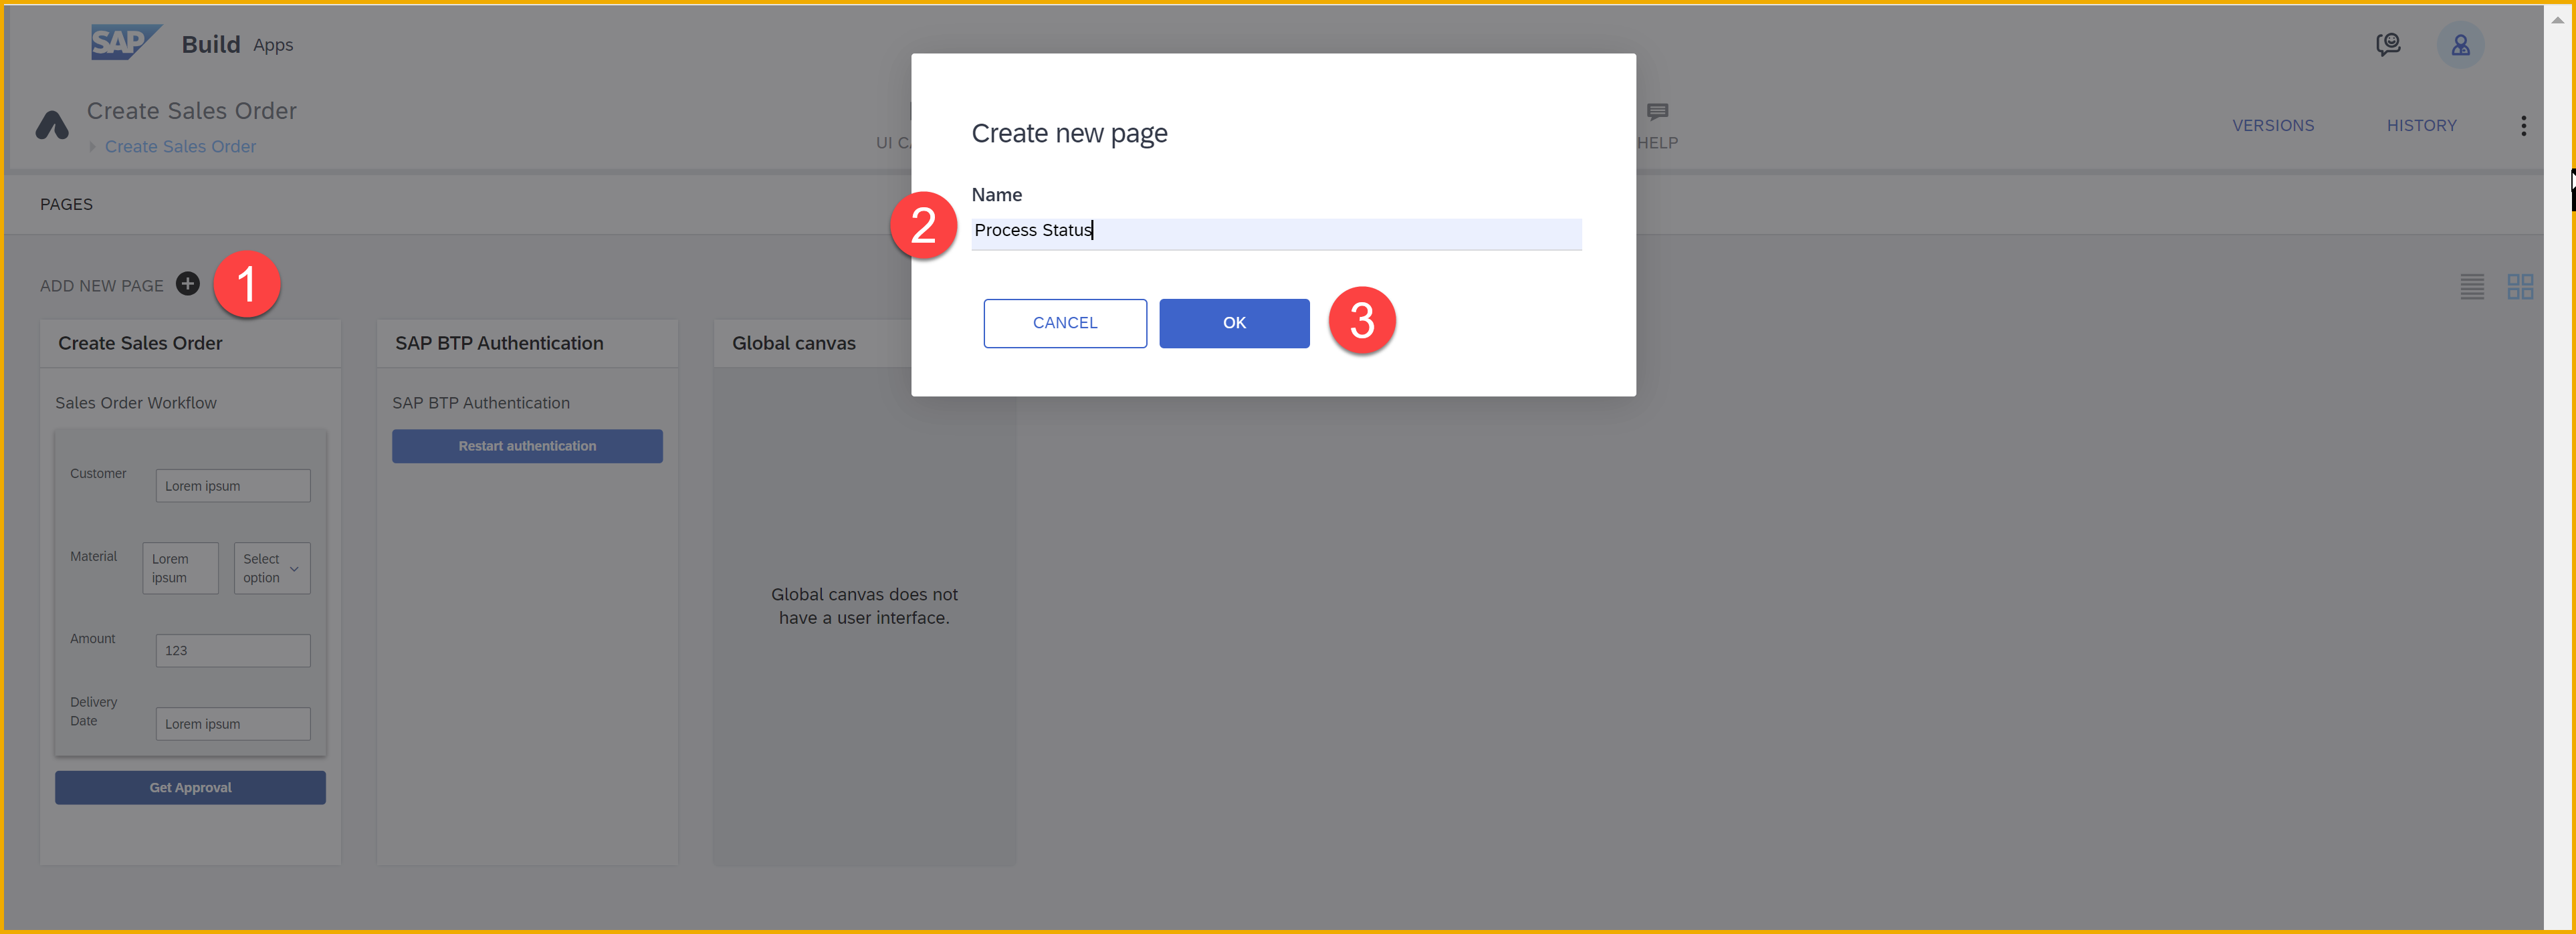 SAP Build Apps
Create Sales Order
Create Sales Order
UI C
HELP
VERSIONS
HISTORY
PAGES
ADD NEW PAGE
1
Create new page
Name
2
Process Status
CANCEL
OK
3
Create Sales Order
Sales Order Workflow
Customer
Lorem ipsum
Material
Lorem
ipsum
Select
option
Amount
123
Delivery
Date
Lorem ipsum
Get Approval
SAP BTP Authentication
SAP BTP Authentication
Restart authentication
Global canvas
Global canvas does not
have a user interface.